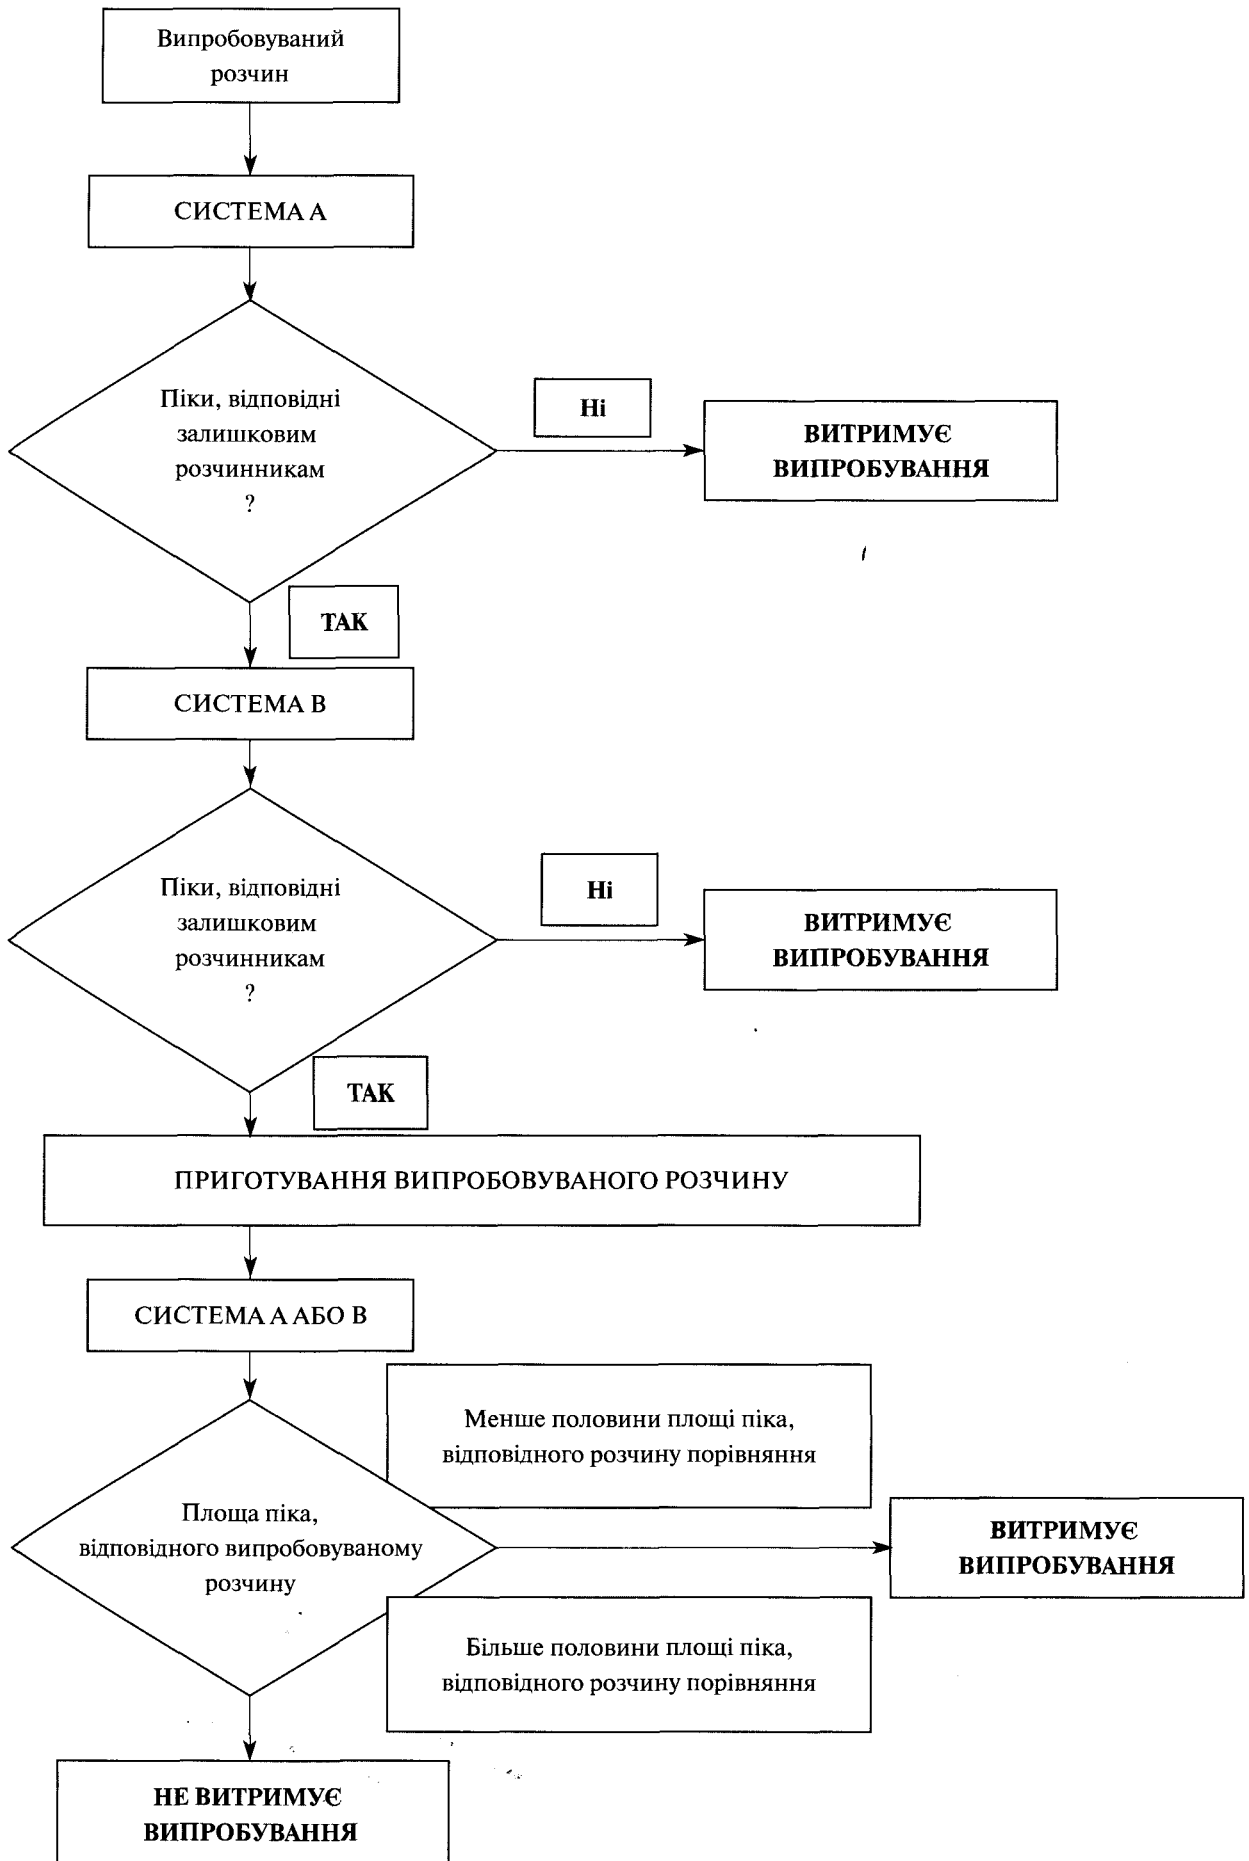 Випробовуваний
розчин
СИСТЕМА А
Піки, відповідні
залишковим
розчинникам
?
Ні
ВИТРИМУЄ
ВИПРОБУВАННЯ
ТАК
СИСТЕМА В
Піки, відповідні
залишковим
розчинникам
?
Ні
ВИТРИМУЄ
ВИПРОБУВАННЯ
ТАК
ПРИГОТУВАННЯ ВИПРОБОВУВАНОГО РОЗЧИНУ
СИСТЕМА А АБО В
Менше половини площі піка,
відповідного розчину порівняння
Площа піка,
відповідного випробовуваному
розчину
ВИТРИМУЄ
ВИПРОБУВАННЯ
Більше половини площі піка,
відповідного розчину порівняння
НЕ ВИТРИМУЄ
ВИПРОБУВАННЯ